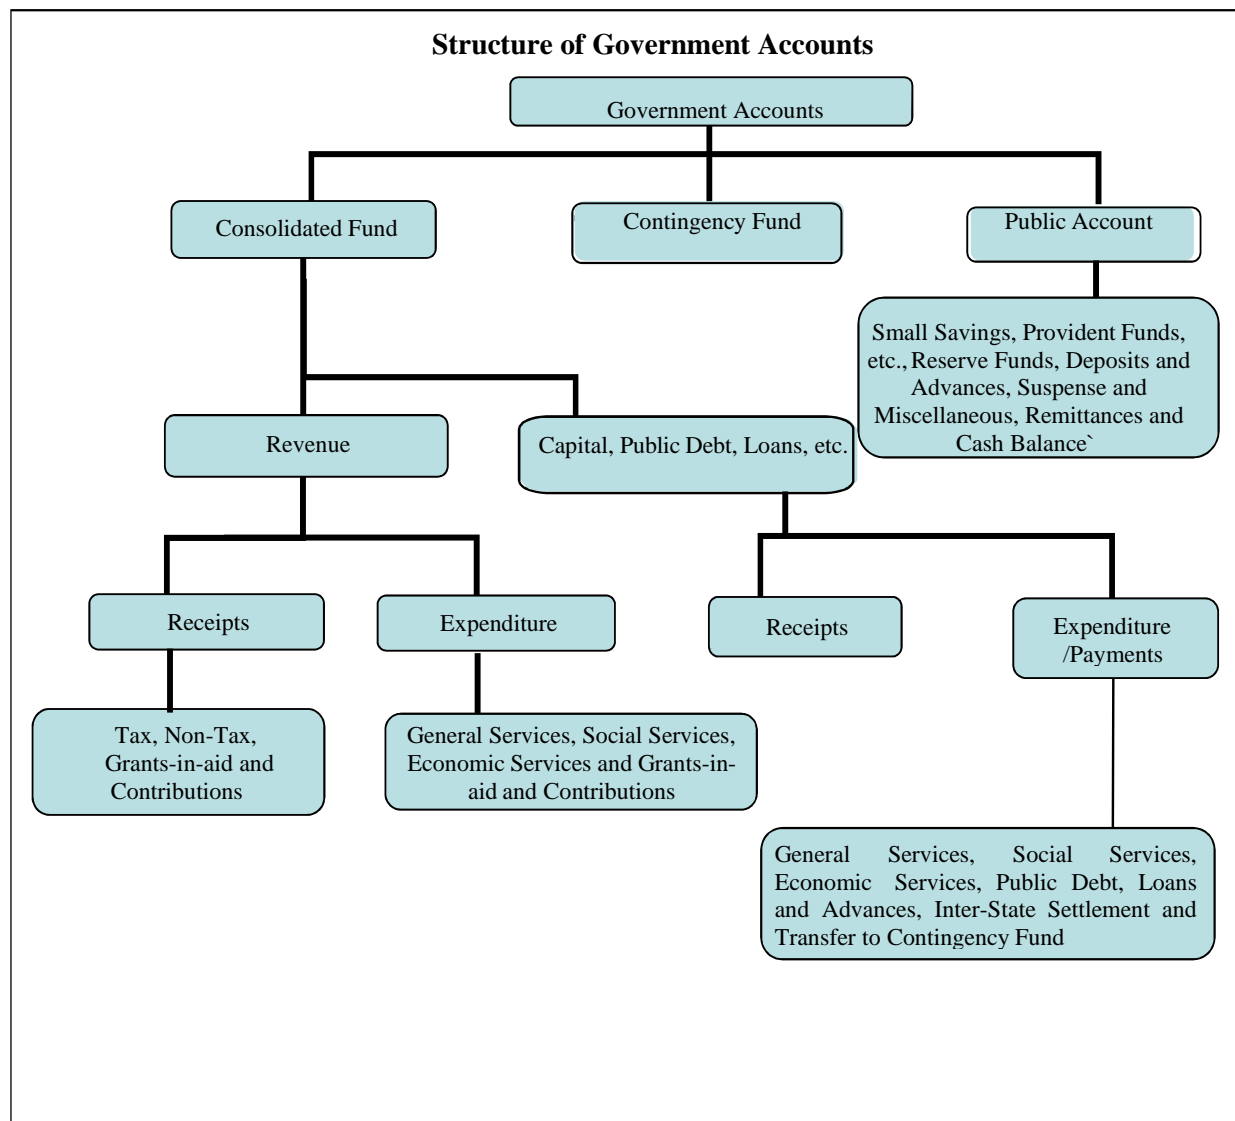 Structure of Government Accounts
Government Accounts
Consolidated Fund
Contingency Fund
Public Account
Small Savings, Provident Funds,
etc., Reserve Funds, Deposits and
Advances, Suspense and
Miscellaneous, Remittances and
Cash Balance`
Revenue
Capital, Public Debt, Loans, etc.
Receipts
Expenditure
Receipts
Expenditure
/Payments
Tax, Non-Tax,
Grants-in-aid and
Contributions
General Services, Social Services,
Economic Services and Grants-in-
aid and Contributions
General Services, Social Services,
Economic Services, Public Debt, Loans
and Advances, Inter-State Settlement and
Transfer to Contingency Fund